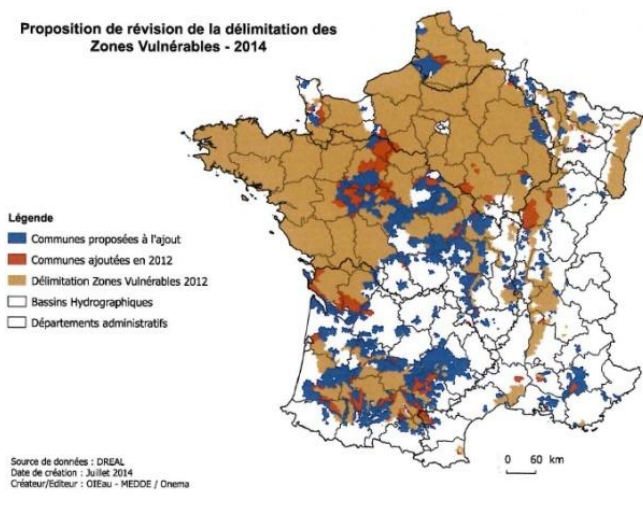 Proposition de révision de la délimitation des
Zones Vulnérables - 2014
Légende
Communes proposées à l'ajout
Communes ajoutées en 2012
Délimitation Zones Vulnérables 2012
Bassins Hydrographiques
Départements administratifs
Source de données : DREAL
Date de création : Juillet 2014
Créateur/Editeur : OIEau - MEDDE / Onema
0 60 km